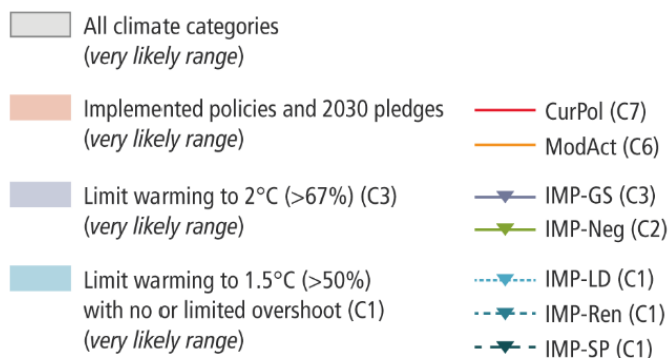 All climate categories
(very likely range)
Implemented policies and 2030 pledges
(very likely range)
Limit warming to 2°C (>67%) (C3)
(very likely range)
Limit warming to 1.5°C (>50%)
with no or limited overshoot (C1)
(very likely range)
CurPol (C7)
ModAct (C6)
IMP-GS (C3)
IMP-Neg (C2)
IMP-LD (C1)
IMP-Ren (C1)
IMP-SP (C1)